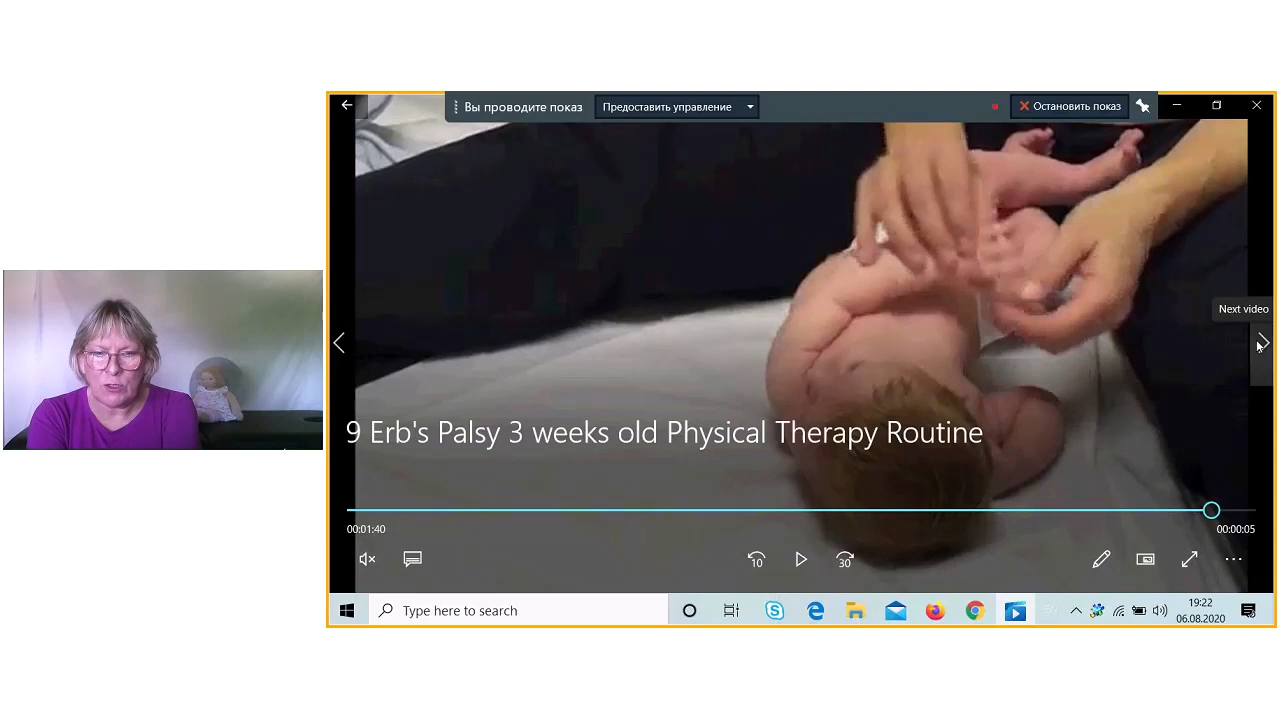 Вы проводите показ
Предоставить управление
Остановить показ
Next video
9 Erb's Palsy 3 weeks old Physical Therapy Routine
00:01:40
00:00:05
10
30
Type here to search
19:22
06.08.2020